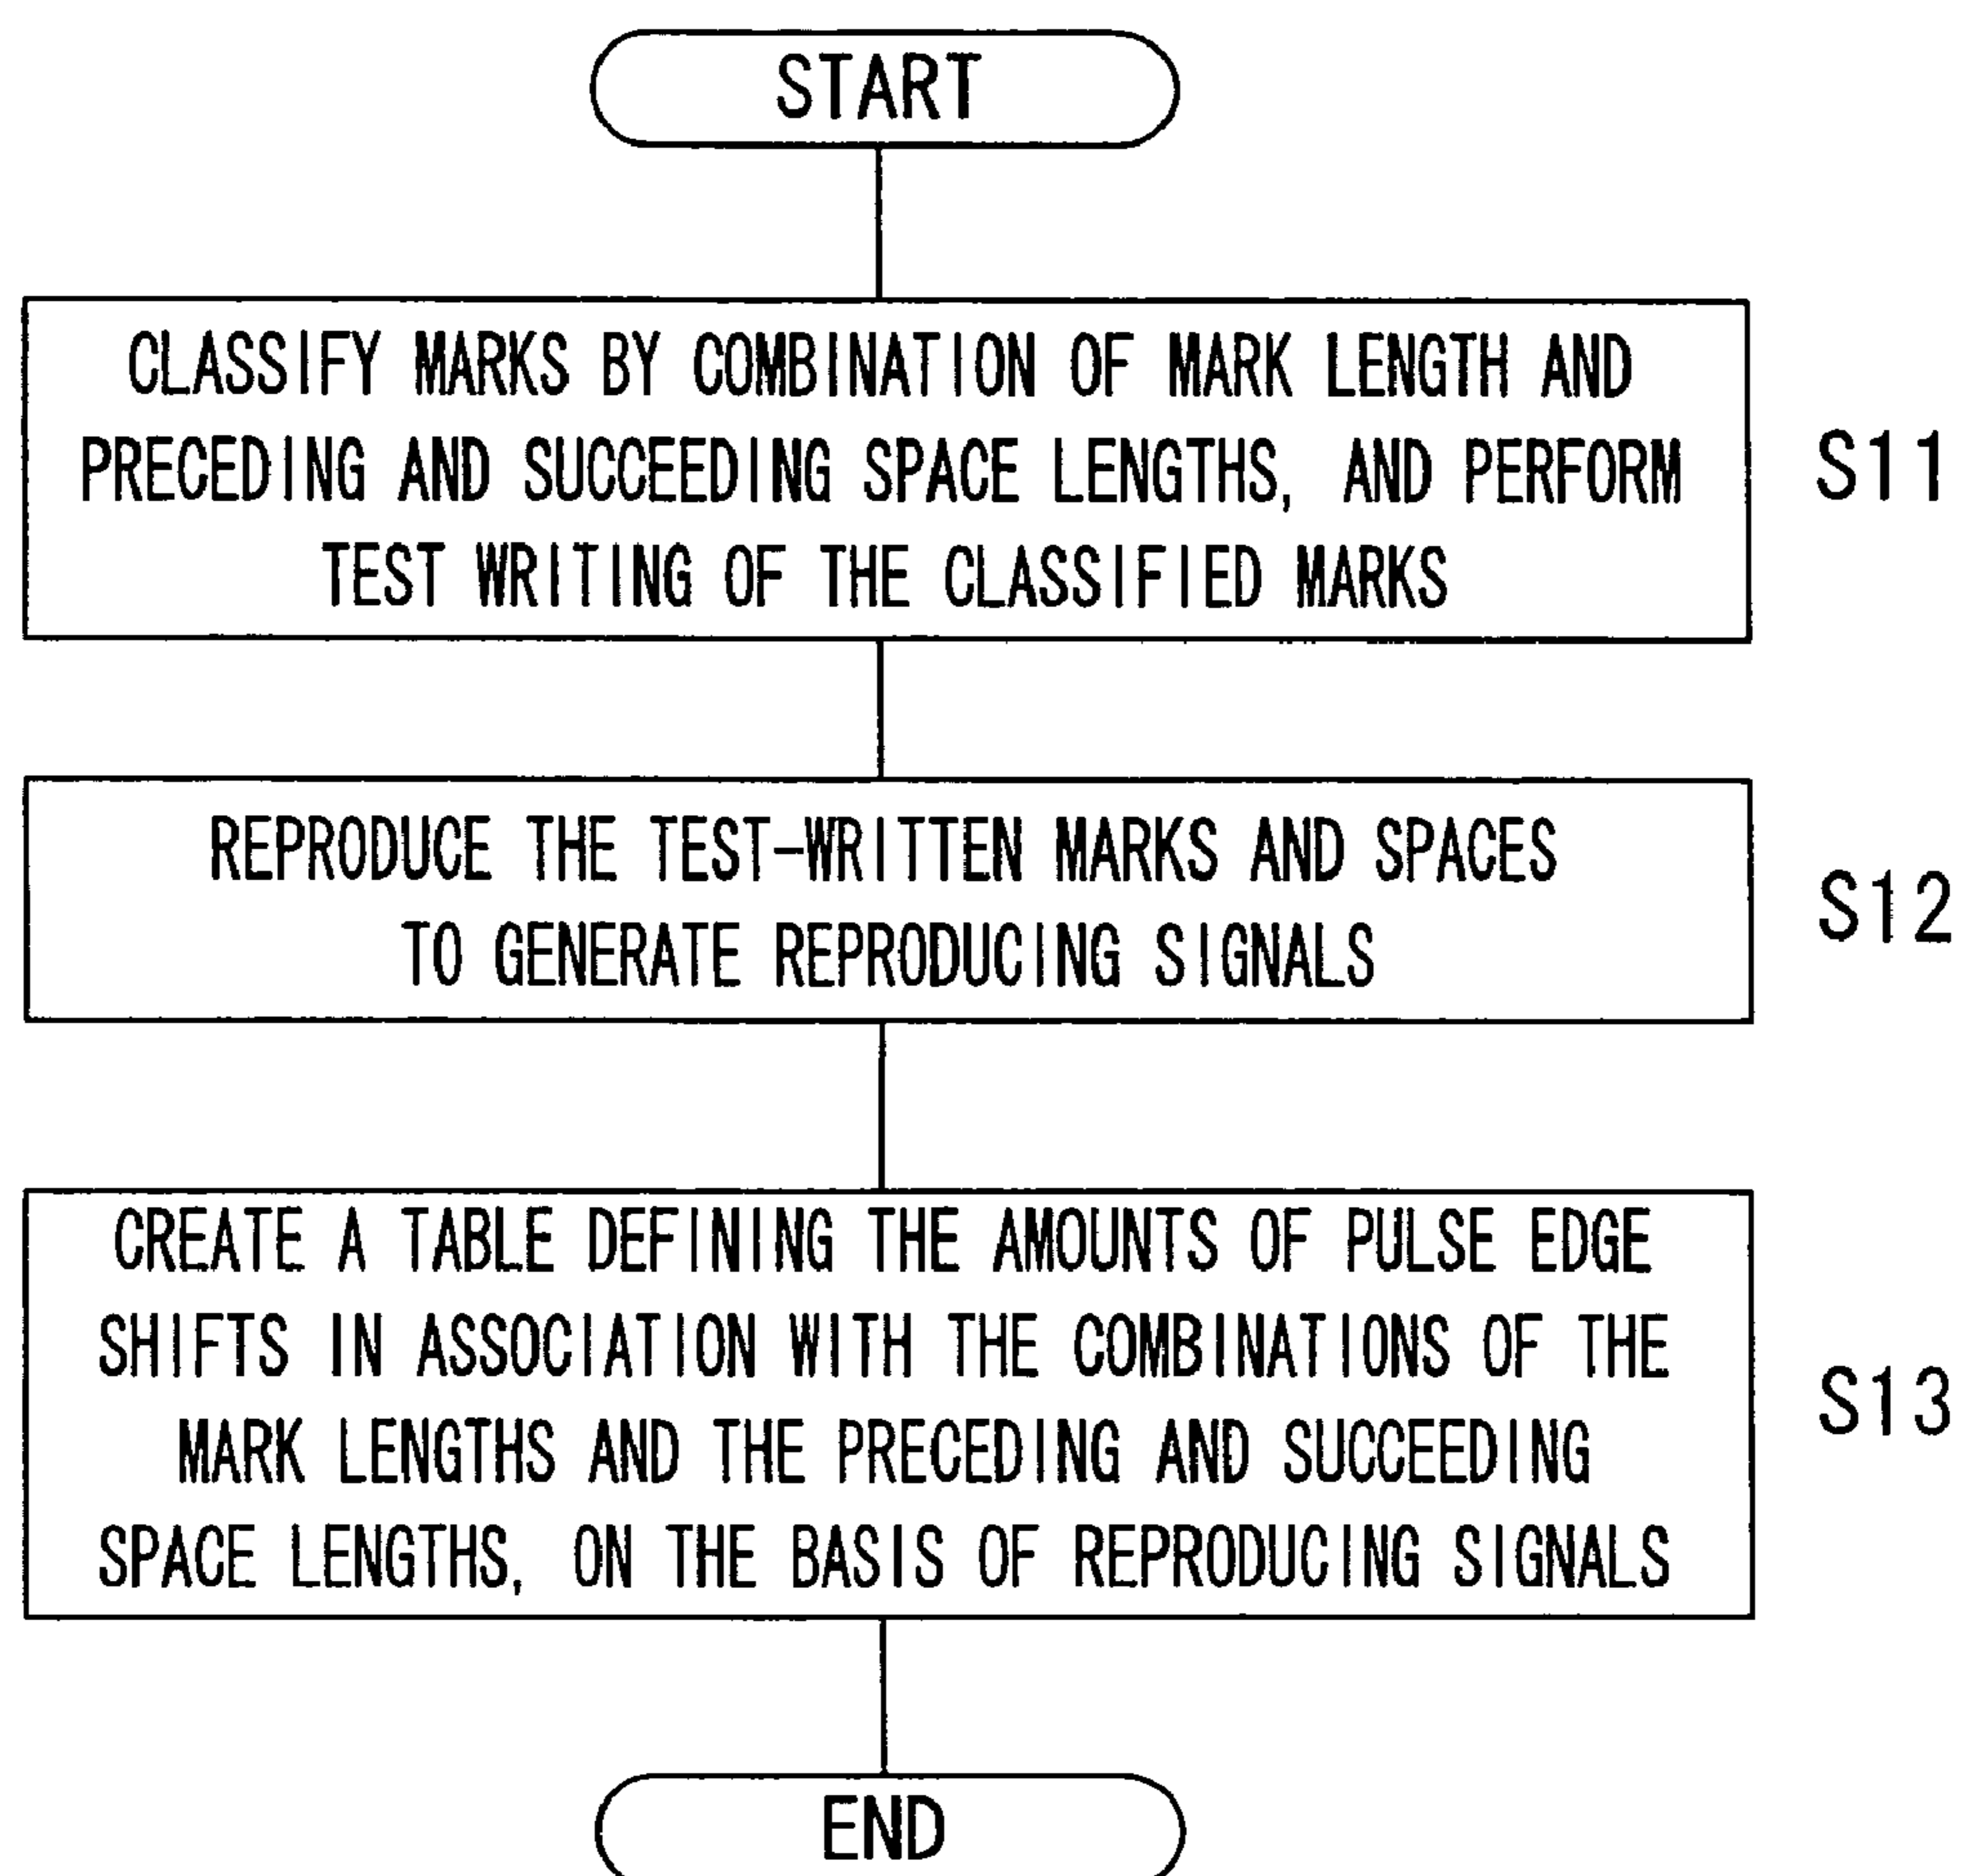 START
CLASSIFY MARKS BY COMBINATION OF MARK LENGTH AND
PRECEDING AND SUCCEEDING SPACE LENGTHS, AND PERFORM
TEST WRITING OF THE CLASSIFIED MARKS
S11
REPRODUCE THE TEST-WRITTEN MARKS AND SPACES
TO GENERATE REPRODUCING SIGNALS
S12
CREATE A TABLE DEFINING THE AMOUNTS OF PULSE EDGE
SHIFTS IN ASSOCIATION WITH THE COMBINATIONS OF THE
MARK LENGTHS AND THE PRECEDING AND SUCCEEDING
SPACE LENGTHS, ON THE BASIS OF REPRODUCING SIGNALS
S13
END